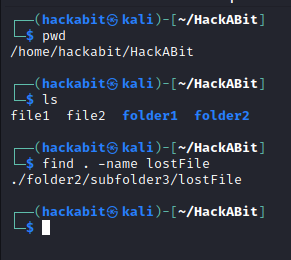 ┌──(hackabit㉿kali)-[~/HackABit]
└─$ pwd
/home/hackabit/HackABit
┌──(hackabit㉿kali)-[~/HackABit]
└─$ ls
file1  file2  folder1  folder2
┌──(hackabit㉿kali)-[~/HackABit]
└─$ find . -name lostFile
./folder2/subfolder3/lostFile
┌──(hackabit㉿kali)-[~/HackABit]
└─$